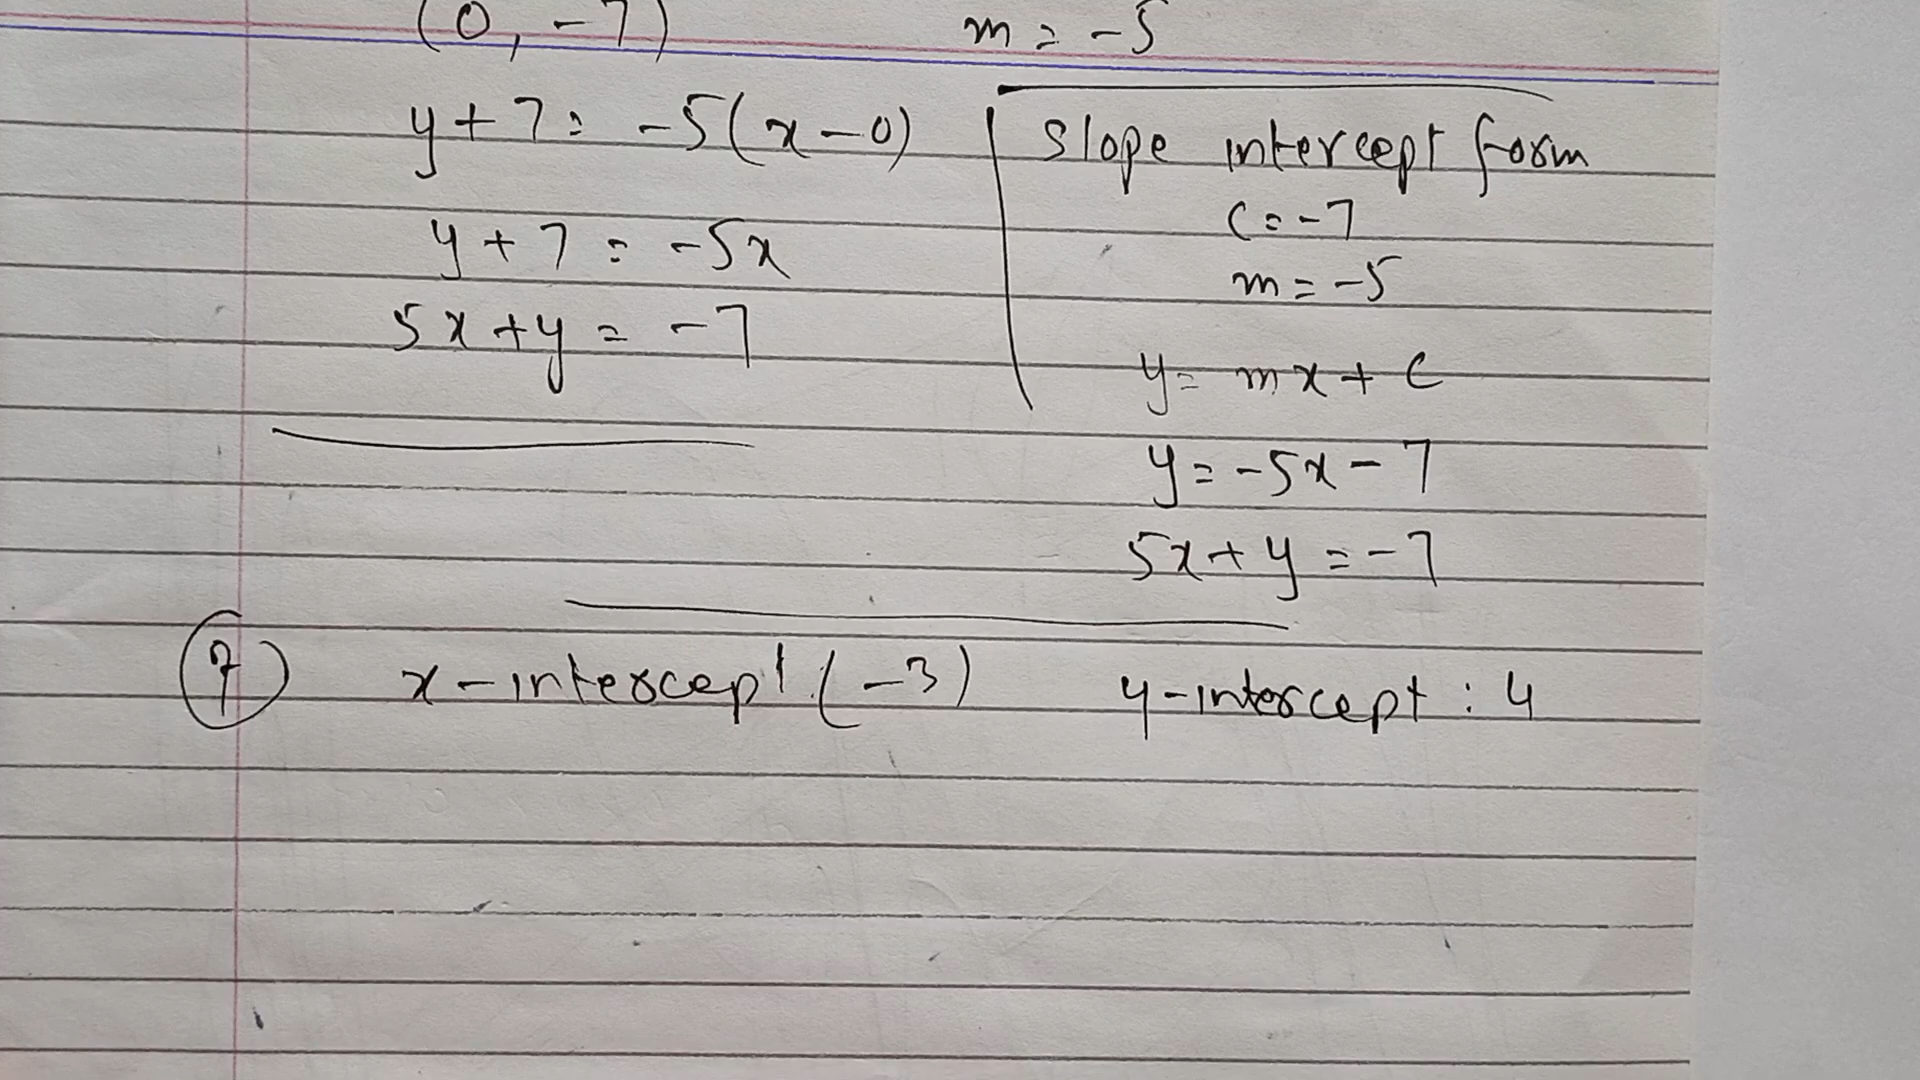 (0, -7)
m = -5
y + 7 = -5(x - 0)
y + 7 = -5x
5x + y = -7
slope intercept form
c = -7
m = -5
y = mx + c
y = -5x - 7
5x + y = -7
7 x-intercept (-3) y-intercept : 4